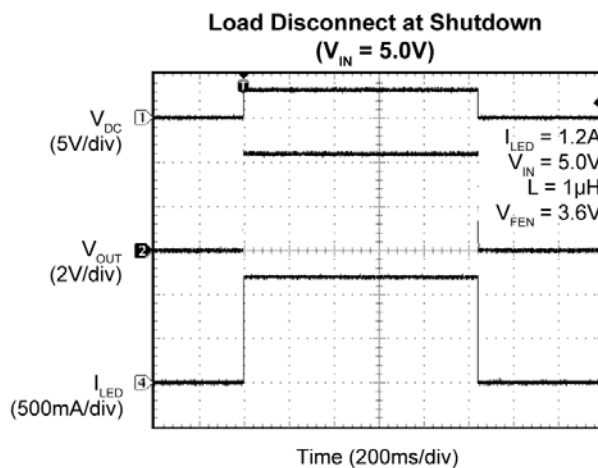 Load Disconnect at Shutdown
(V_IN = 5.0V)
T
V_DC
(5V/div)
1
I_LED = 1.2A
V_IN = 5.0V
L = 1µH
V_FEN = 3.6V
V_OUT
(2V/div)
2
I_LED
(500mA/div)
4
Time (200ms/div)